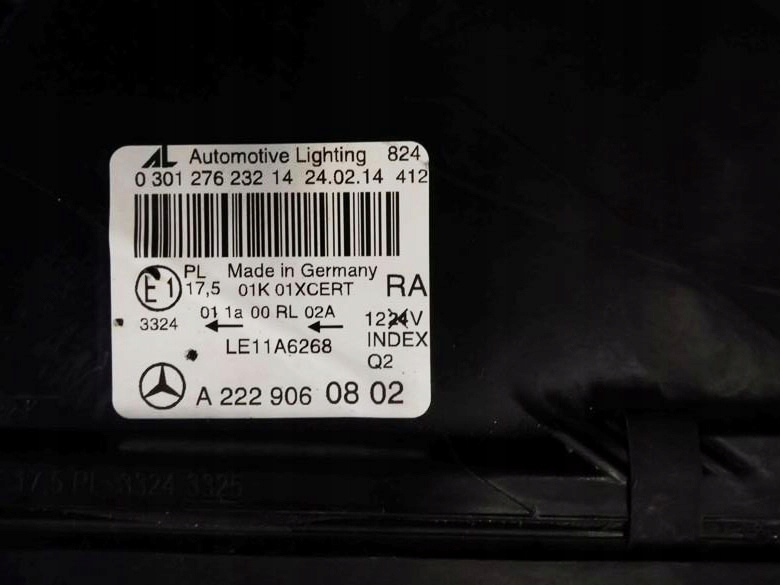 AL Automotive Lighting 824
0 301 276 232 14 24.02.14 412
E1 PL Made in Germany
17,5 01K 01XCERT RA
01 1a 00 RL 02A
3324 ← ← 1224V
LE11A6268 INDEX
Q2
A 222 906 08 02
17,5 PL 3324 3325